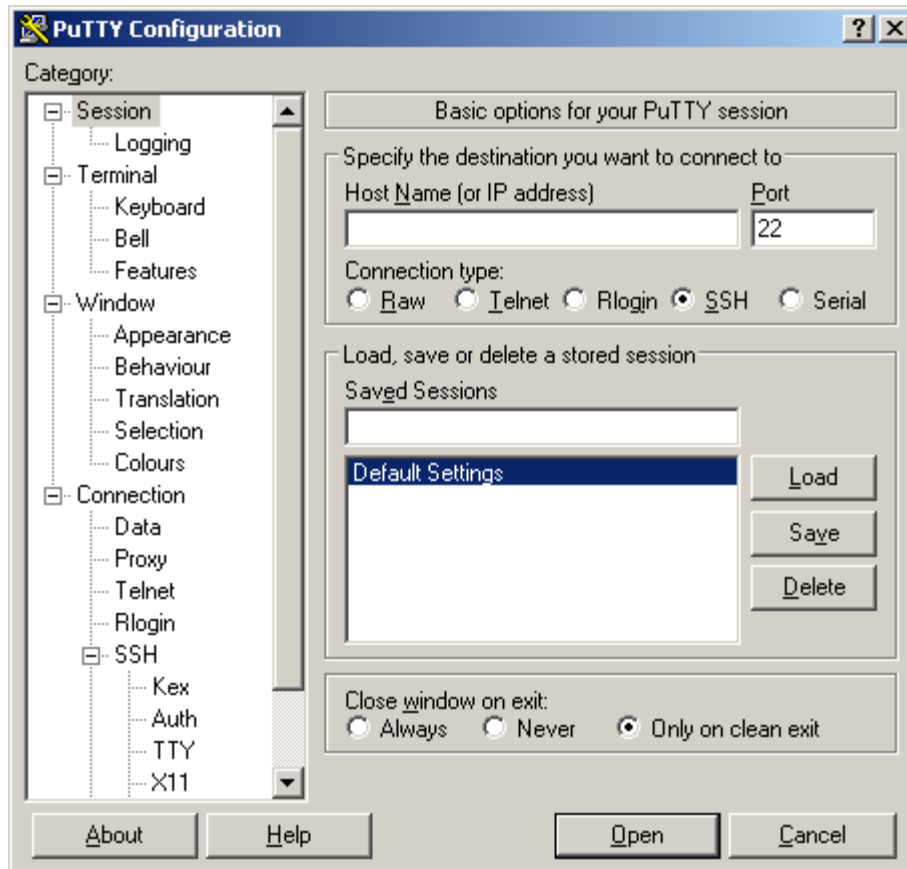 PuTTY Configuration
Category:
Session
Logging
Terminal
Keyboard
Bell
Features
Window
Appearance
Behaviour
Translation
Selection
Colours
Connection
Data
Proxy
Telnet
Rlogin
SSH
Kex
Auth
TTY
X11
Basic options for your PuTTY session
Specify the destination you want to connect to
Host Name (or IP address) Port
22
Connection type:
Raw Telnet Rlogin SSH Serial
Load, save or delete a stored session
Saved Sessions
Default Settings
Load
Save
Delete
Close window on exit:
Always Never Only on clean exit
About Help Open Cancel